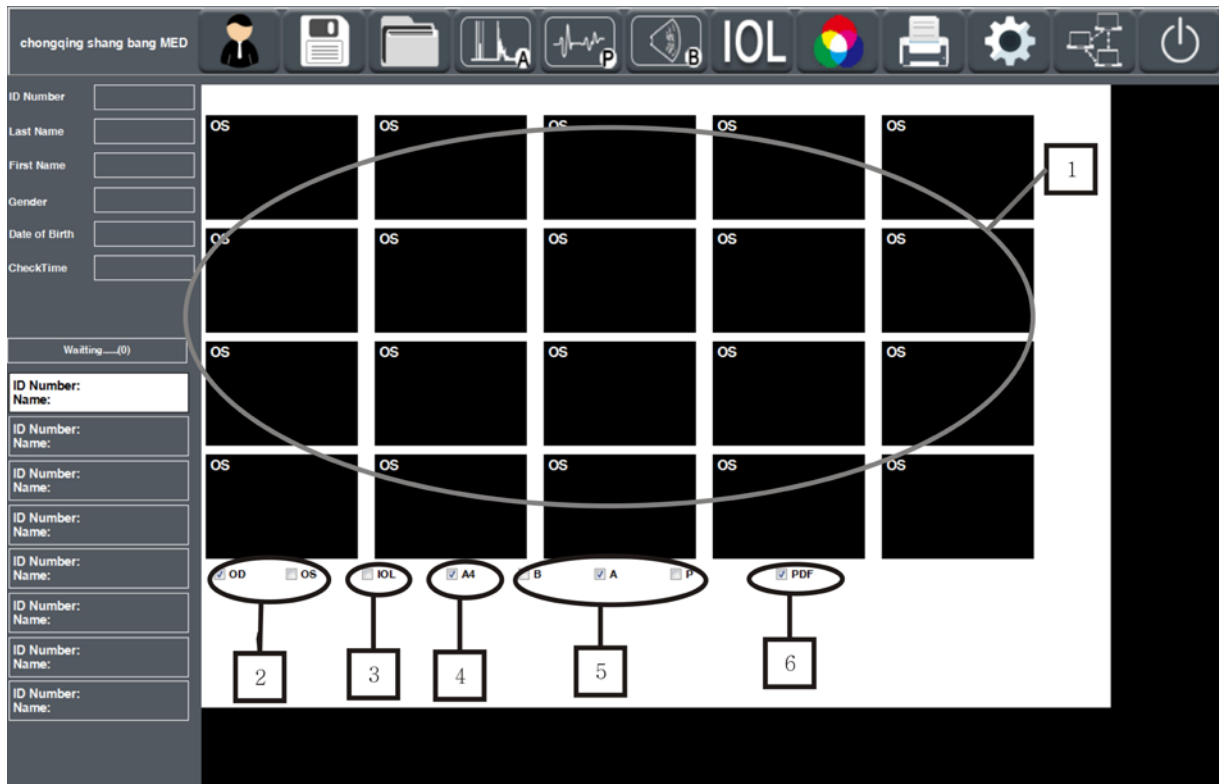 chongqing shang bang MED
A
P
B
IOL
ID Number
Last Name
First Name
Gender
Date of Birth
CheckTime
Waitting......(0)
ID Number:
Name:
ID Number:
Name:
ID Number:
Name:
ID Number:
Name:
ID Number:
Name:
ID Number:
Name:
ID Number:
Name:
ID Number:
Name:
OS OS OS OS OS
1
OS OS OS OS OS
OS OS OS OS OS
OS OS OS OS OS
OD OS IOL A4 B A P PDF
2 3 4 5 6